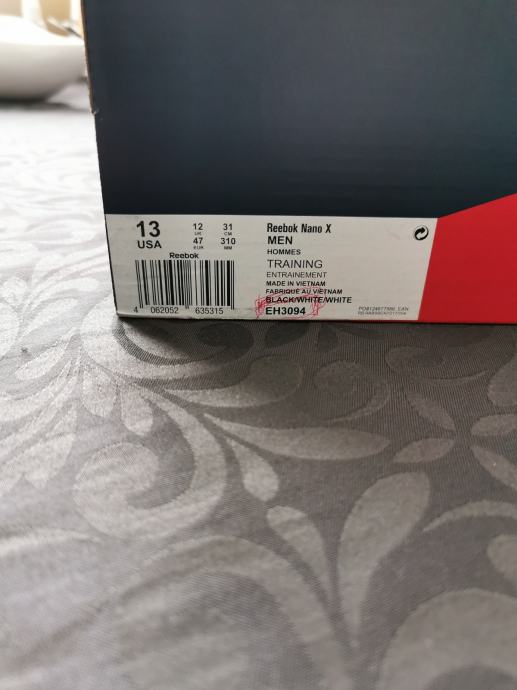 13
USA
12
UK
31
CM
47
EUR
310
MM
Reebok
4 062052 635315
Reebok Nano X
MEN
HOMMES
TRAINING
ENTRAINEMENT
MADE IN VIETNAM
FABRIQUÉ AU VIETNAM
BLACK/WHITE/WHITE
EH3094